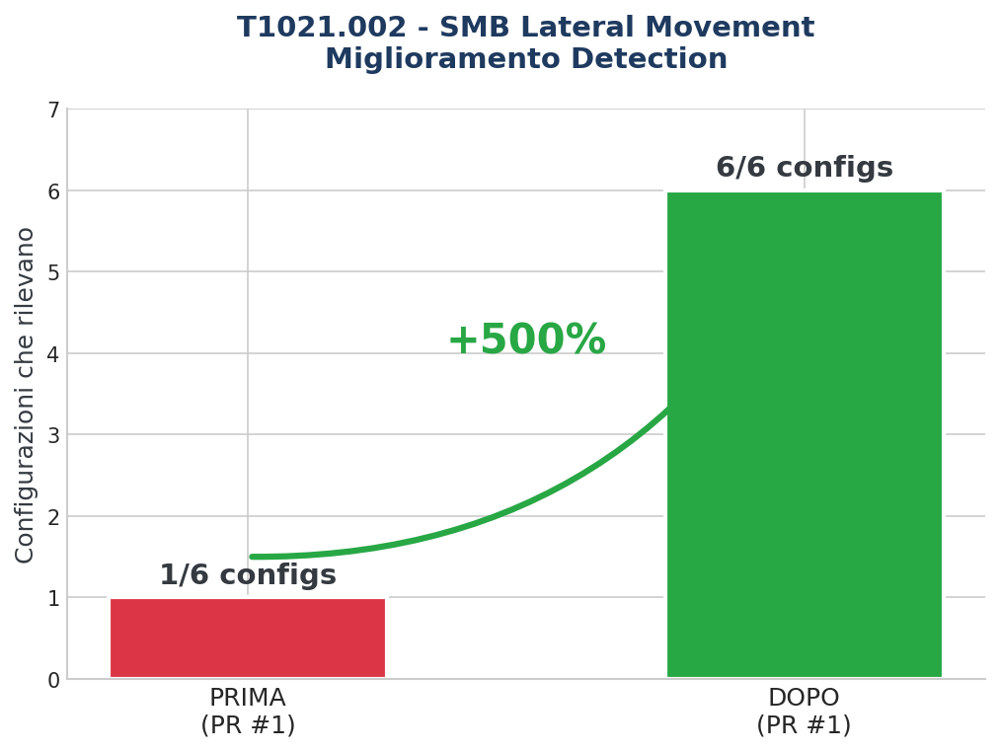 T1021.002 - SMB Lateral Movement
Miglioramento Detection
Configurazioni che rilevano
7
6
5
4
3
2
1
0
6/6 configs
+500%
1/6 configs
PRIMA
(PR #1)
DOPO
(PR #1)